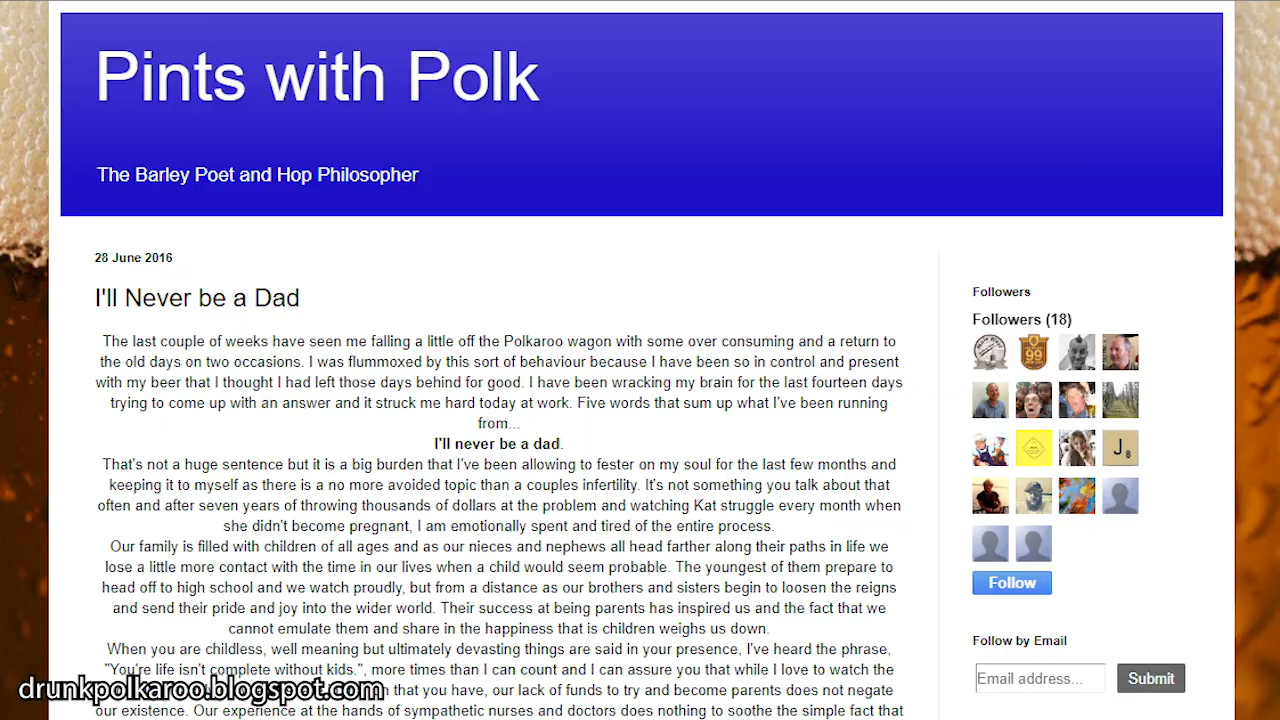 Pints with Polk
The Barley Poet and Hop Philosopher
28 June 2016
I'll Never be a Dad
The last couple of weeks have seen me falling a little off the Polkaroo wagon with some over consuming and a return to
the old days on two occasions. I was flummoxed by this sort of behaviour because I have been so in control and present
with my beer that I thought I had left those days behind for good. I have been wracking my brain for the last fourteen days
trying to come up with an answer and it struck me hard today at work. Five words that sum up what I've been running
from...
I'll never be a dad.
That's not a huge sentence but it is a big burden that I've been allowing to fester on my soul for the last few months and
keeping it to myself as there is a no more avoided topic than a couples infertility. It's not something you talk about that
often and after seven years of throwing thousands of dollars at the problem and watching Kat struggle every month when
she didn't become pregnant, I am emotionally spent and tired of the entire process.
Our family is filled with children of all ages and as our nieces and nephews all head farther along their paths in life we
lose a little more contact with the time in our lives when a child would seem probable. The youngest of them prepare to
head off to high school and we watch proudly, but from a distance as our brothers and sisters begin to loosen the reigns
and send their pride and joy into the wider world. Their success at being parents has inspired us and the fact that we
cannot emulate them and share in the happiness that is children weighs us down.
When you are childless, well meaning but ultimately devasting things are said in your presence, I've heard the phrase,
"You're life isn't complete without kids.", more times than I can count and I can assure you that while I love to watch the
that you have, our lack of funds to try and become parents does not negate
our existence. Our experience at the hands of sympathetic nurses and doctors does nothing to soothe the simple fact that
Followers
Followers (18)
J8
Follow
Follow by Email
Email address...
Submit
drunkpolkaroo.blogspot.com